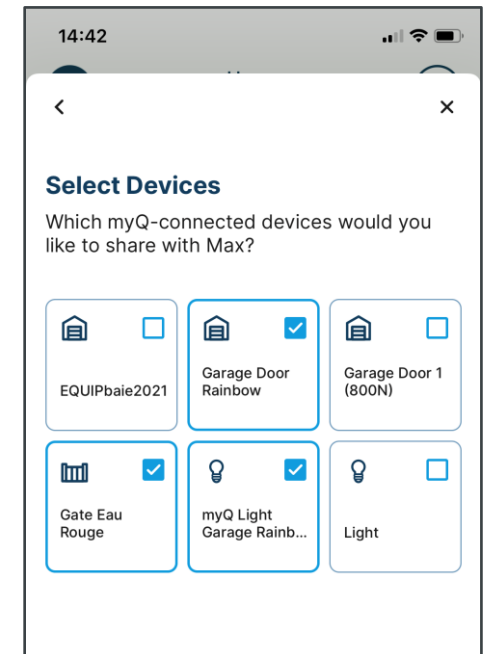 14:42
Select Devices
Which myQ-connected devices would you
like to share with Max?
EQUIPbaie2021
Garage Door
Rainbow
Garage Door 1
(800N)
Gate Eau
Rouge
myQ Light
Garage Rainb...
Light